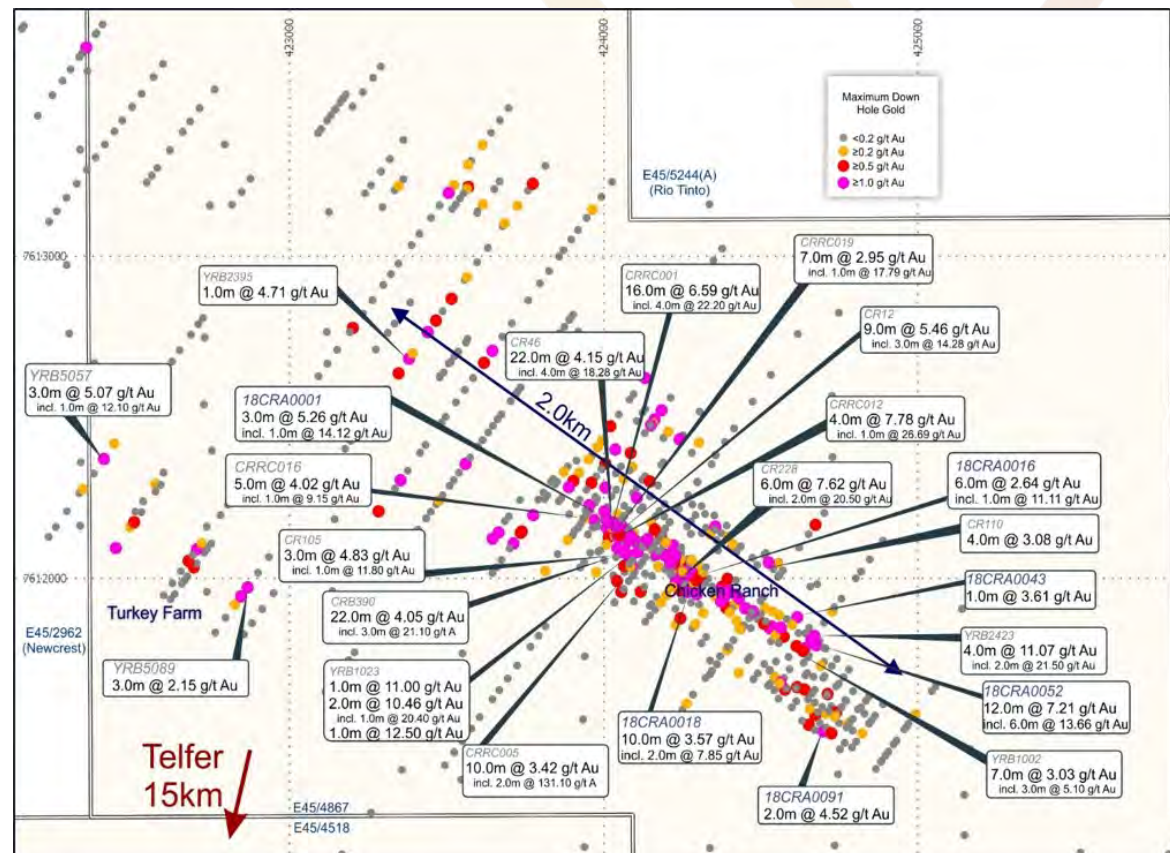 423000
424000
425000
Maximum Down
Hole Gold
<0.2 g/t Au
≥0.2 g/t Au
≥0.5 g/t Au
≥1.0 g/t Au
E45/5244(A)
(Rio Tinto)
7613000
CRRC019
7.0m @ 2.95 g/t Au
incl. 1.0m @ 17.79 g/t Au
YRB2395
1.0m @ 4.71 g/t Au
CRRC001
16.0m @ 6.59 g/t Au
incl. 4.0m @ 22.20 g/t Au
CR12
9.0m @ 5.46 g/t Au
incl. 3.0m @ 14.28 g/t Au
CR46
22.0m @ 4.15 g/t Au
incl. 4.0m @ 18.28 g/t Au
YRB5057
3.0m @ 5.07 g/t Au
incl. 1.0m @ 12.10 g/t Au
18CRA0001
3.0m @ 5.26 g/t Au
incl. 1.0m @ 14.12 g/t Au
2.0km
CRRC012
4.0m @ 7.78 g/t Au
incl. 1.0m @ 26.69 g/t Au
CRRC016
5.0m @ 4.02 g/t Au
incl. 1.0m @ 9.15 g/t Au
CR228
6.0m @ 7.62 g/t Au
incl. 2.0m @ 20.50 g/t Au
18CRA0016
6.0m @ 2.64 g/t Au
incl. 1.0m @ 11.11 g/t Au
CR110
4.0m @ 3.08 g/t Au
CR105
3.0m @ 4.83 g/t Au
incl. 1.0m @ 11.80 g/t Au
7612000
Chicken Ranch
18CRA0043
1.0m @ 3.61 g/t Au
Turkey Farm
CRB390
22.0m @ 4.05 g/t Au
incl. 3.0m @ 21.10 g/t A
E45/2962
(Newcrest)
YRB2423
4.0m @ 11.07 g/t Au
incl. 2.0m @ 21.50 g/t Au
YRB5089
3.0m @ 2.15 g/t Au
YRB1023
1.0m @ 11.00 g/t Au
2.0m @ 10.46 g/t Au
incl. 1.0m @ 20.40 g/t Au
1.0m @ 12.50 g/t Au
18CRA0052
12.0m @ 7.21 g/t Au
incl. 6.0m @ 13.66 g/t Au
18CRA0018
10.0m @ 3.57 g/t Au
incl. 2.0m @ 7.85 g/t Au
Telfer
15km
CRRC005
10.0m @ 3.42 g/t Au
incl. 2.0m @ 131.10 g/t A
YRB1002
7.0m @ 3.03 g/t Au
incl. 3.0m @ 5.10 g/t Au
18CRA0091
2.0m @ 4.52 g/t Au
E45/4867
E45/4518